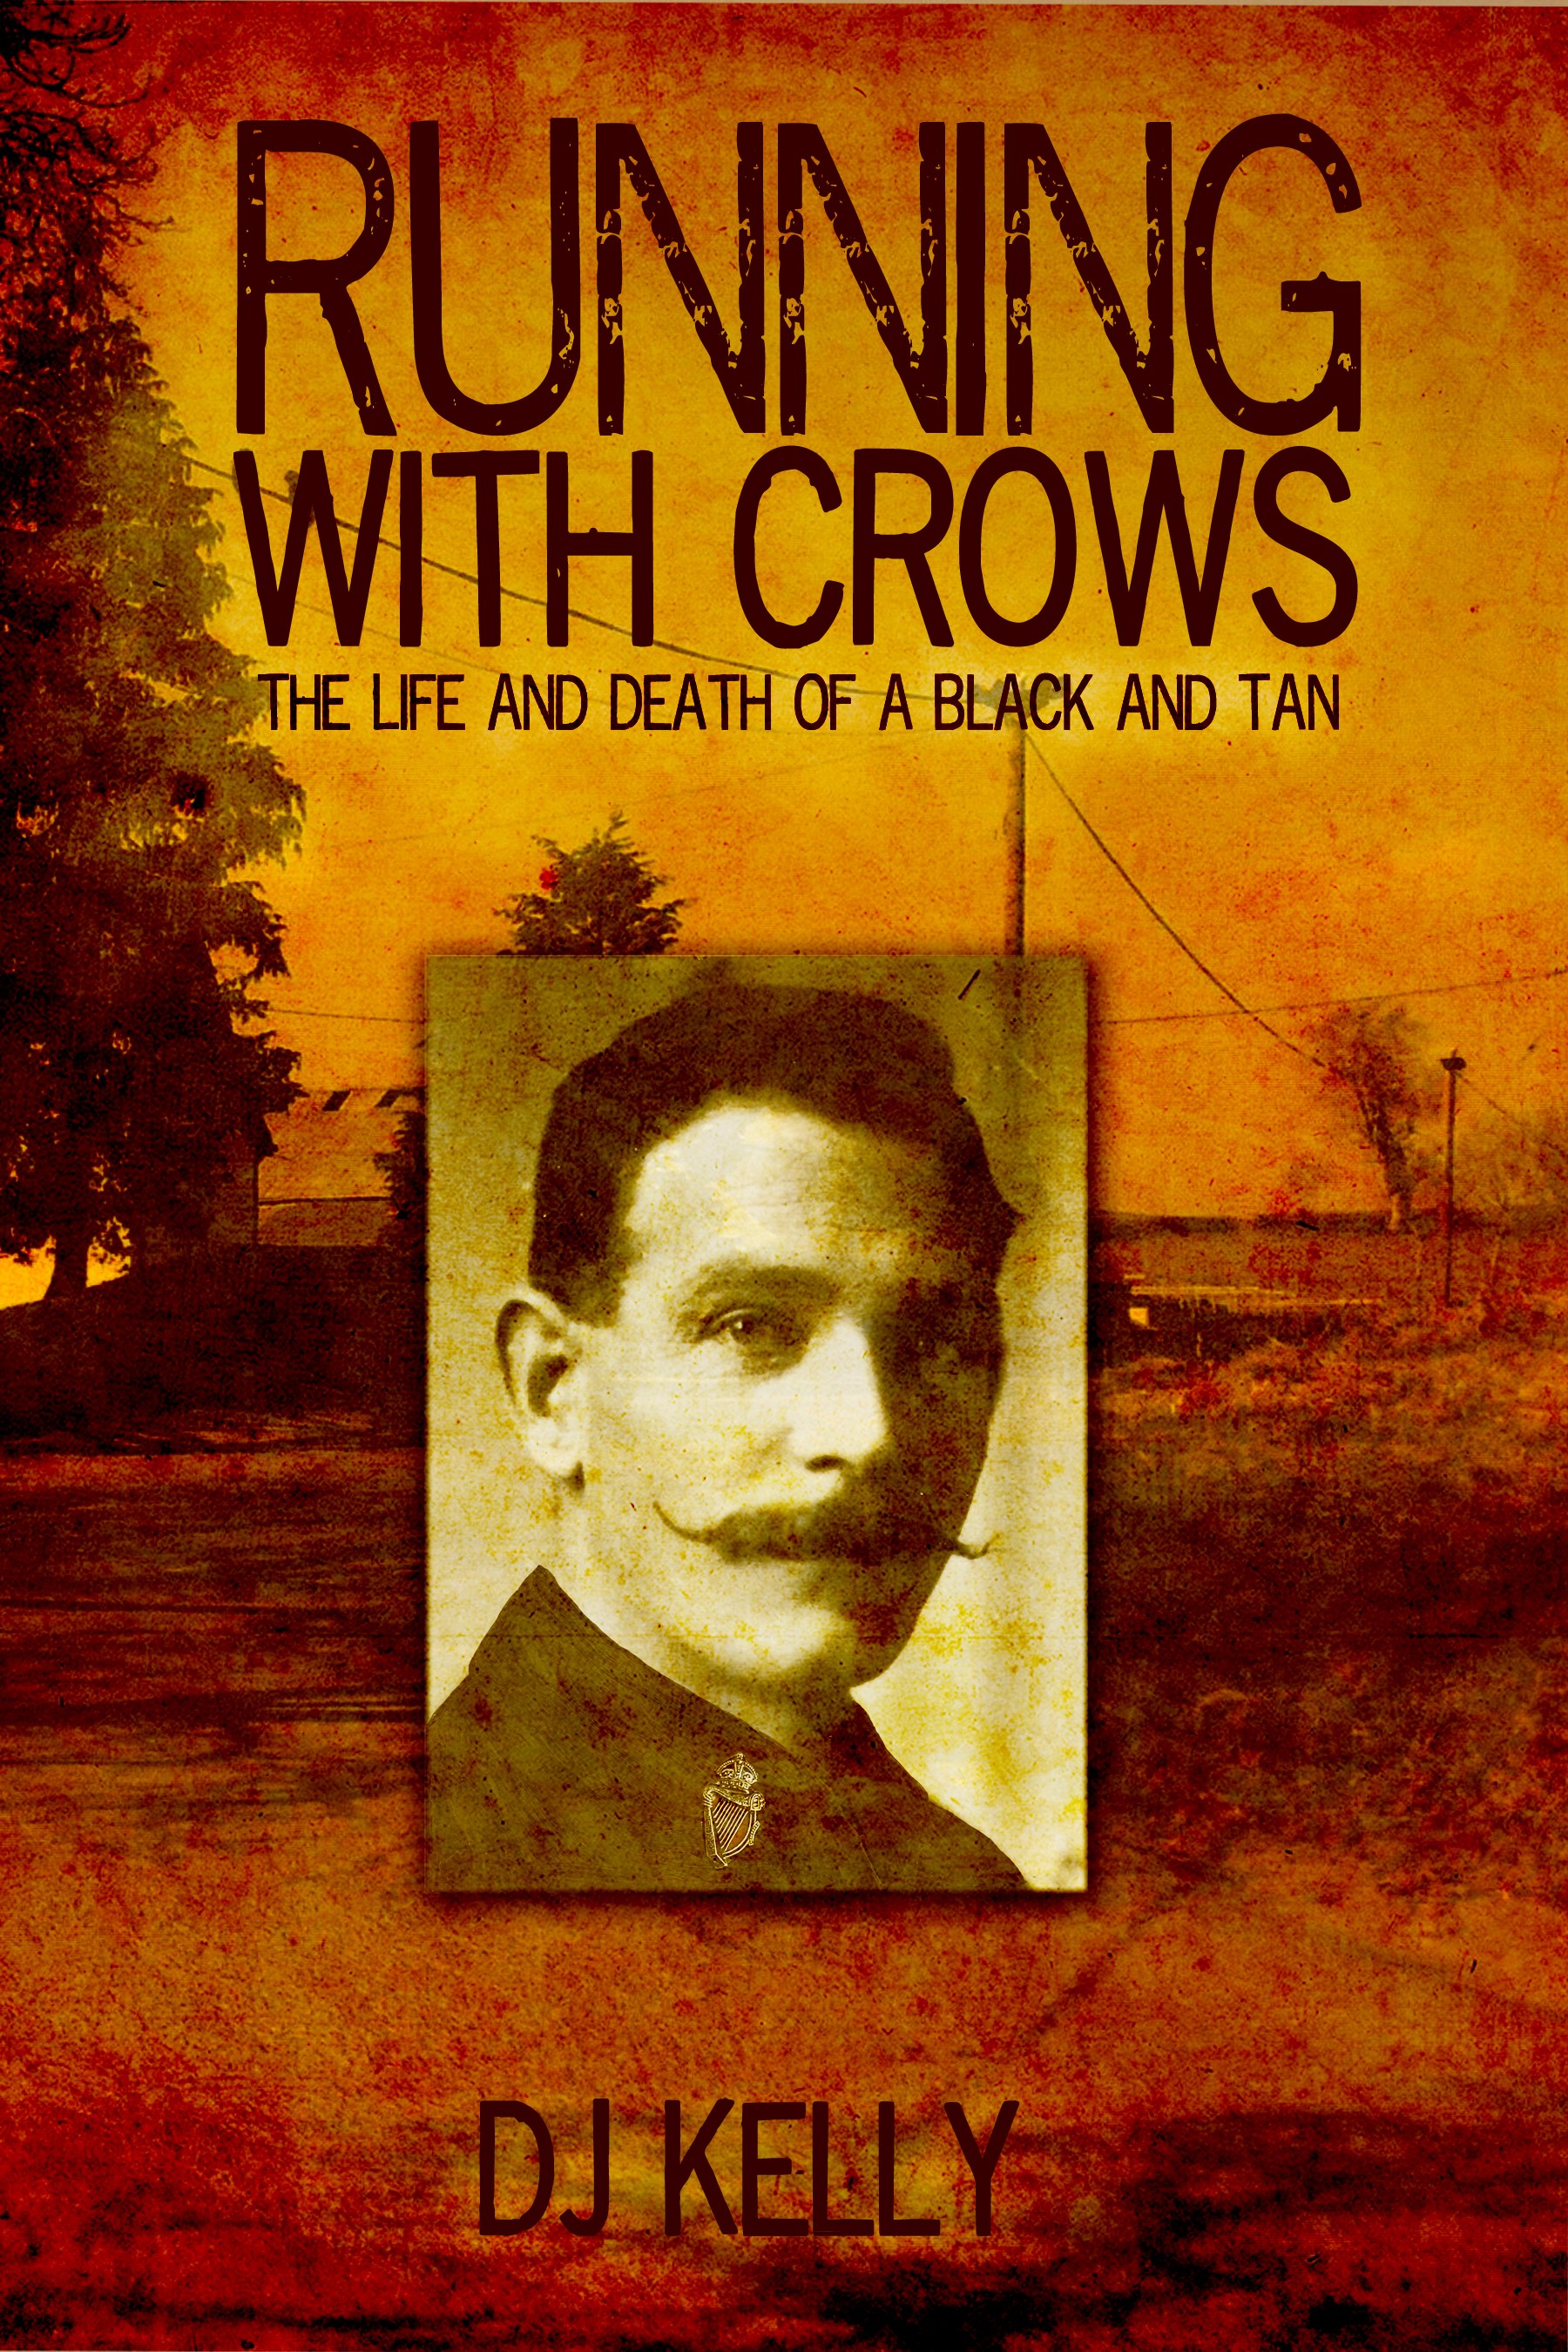 RUNNING
WITH CROWS
THE LIFE AND DEATH OF A BLACK AND TAN
DJ KELLY